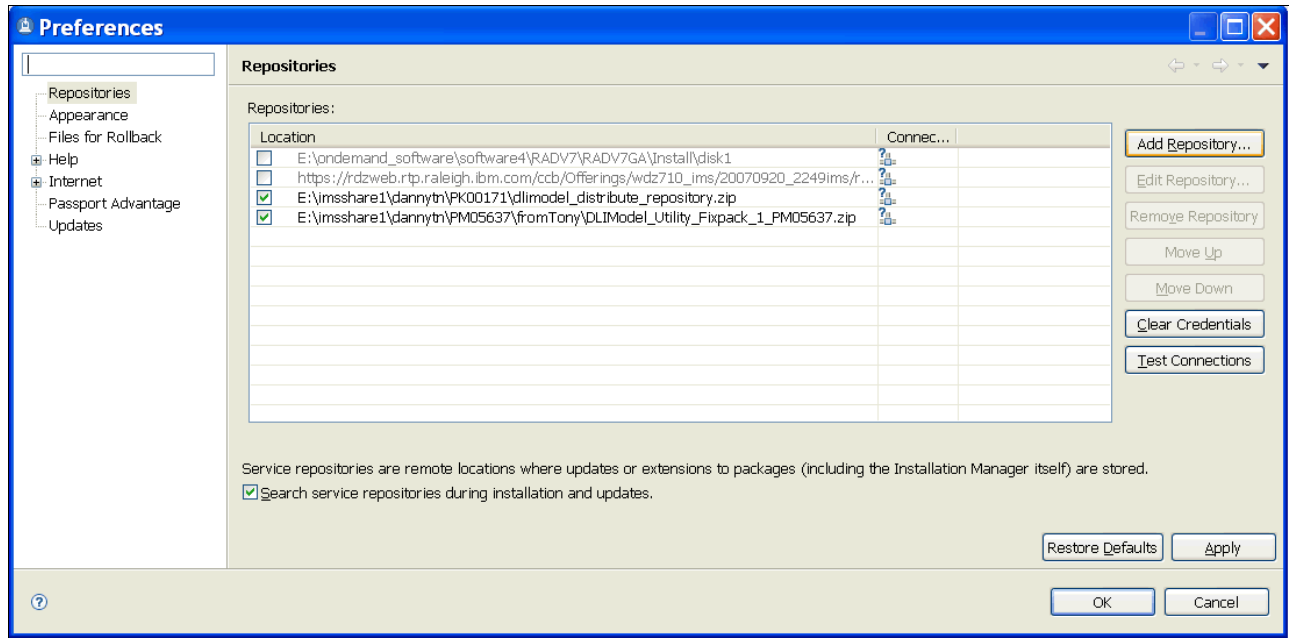 Preferences
Repositories
Repositories
Appearance
Files for Rollback
Help
Internet
Passport Advantage
Updates
Repositories:
Location Connec...
E:\ondemand_software\software4\RADV7\RADV7GA\Install\disk1
https://rdzweb.rtp.raleigh.ibm.com/ccb/Offerings/wdz710_ims/20070920_2249ims/r...
E:\imsshare1\dannytn\PK00171\dlimodel_distribute_repository.zip
E:\imsshare1\dannytn\PM05637\fromTony\DLIModel_Utility_Fixpack_1_PM05637.zip
Add Repository...
Edit Repository...
Remove Repository
Move Up
Move Down
Clear Credentials
Test Connections
Service repositories are remote locations where updates or extensions to packages (including the Installation Manager itself) are stored.
Search service repositories during installation and updates.
Restore Defaults Apply
OK Cancel